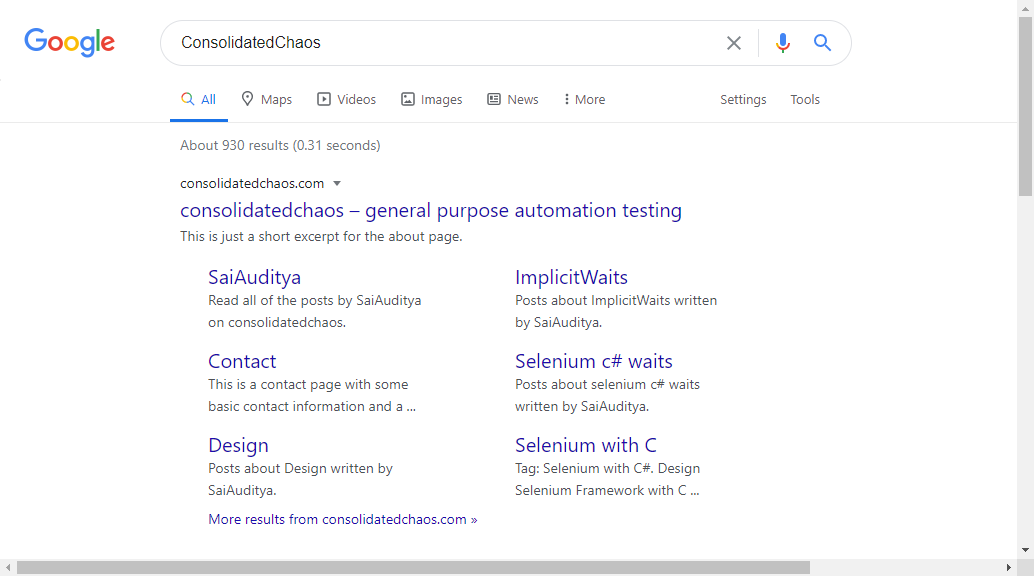 Google
ConsolidatedChaos
All Maps Videos Images News More Settings Tools
About 930 results (0.31 seconds)
consolidatedchaos.com
consolidatedchaos – general purpose automation testing
This is just a short excerpt for the about page.
SaiAuditya
Read all of the posts by SaiAuditya
on consolidatedchaos.
ImplicitWaits
Posts about ImplicitWaits written
by SaiAuditya.
Contact
This is a contact page with some
basic contact information and a ...
Selenium c# waits
Posts about selenium c# waits
written by SaiAuditya.
Design
Posts about Design written by
SaiAuditya.
Selenium with C
Tag: Selenium with C#. Design
Selenium Framework with C ...
More results from consolidatedchaos.com »